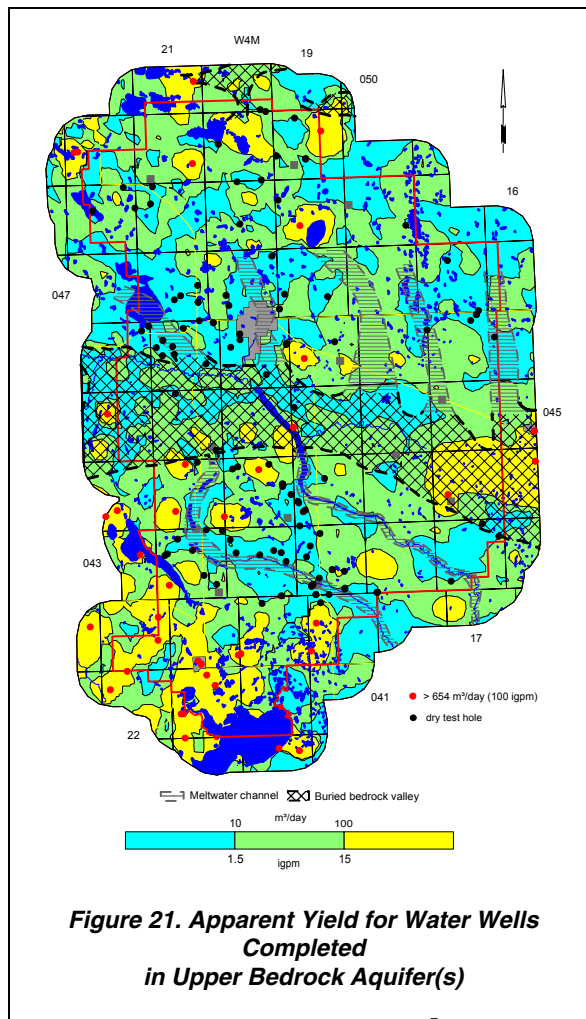 W4M
21
19
050
16
047
045
043
17
041
> 654 m³/day (100 igpm)
dry test hole
22
Meltwater channel
Buried bedrock valley
10
m³/day
100
1.5
igpm
15
Figure 21. Apparent Yield for Water Wells
Completed
in Upper Bedrock Aquifer(s)